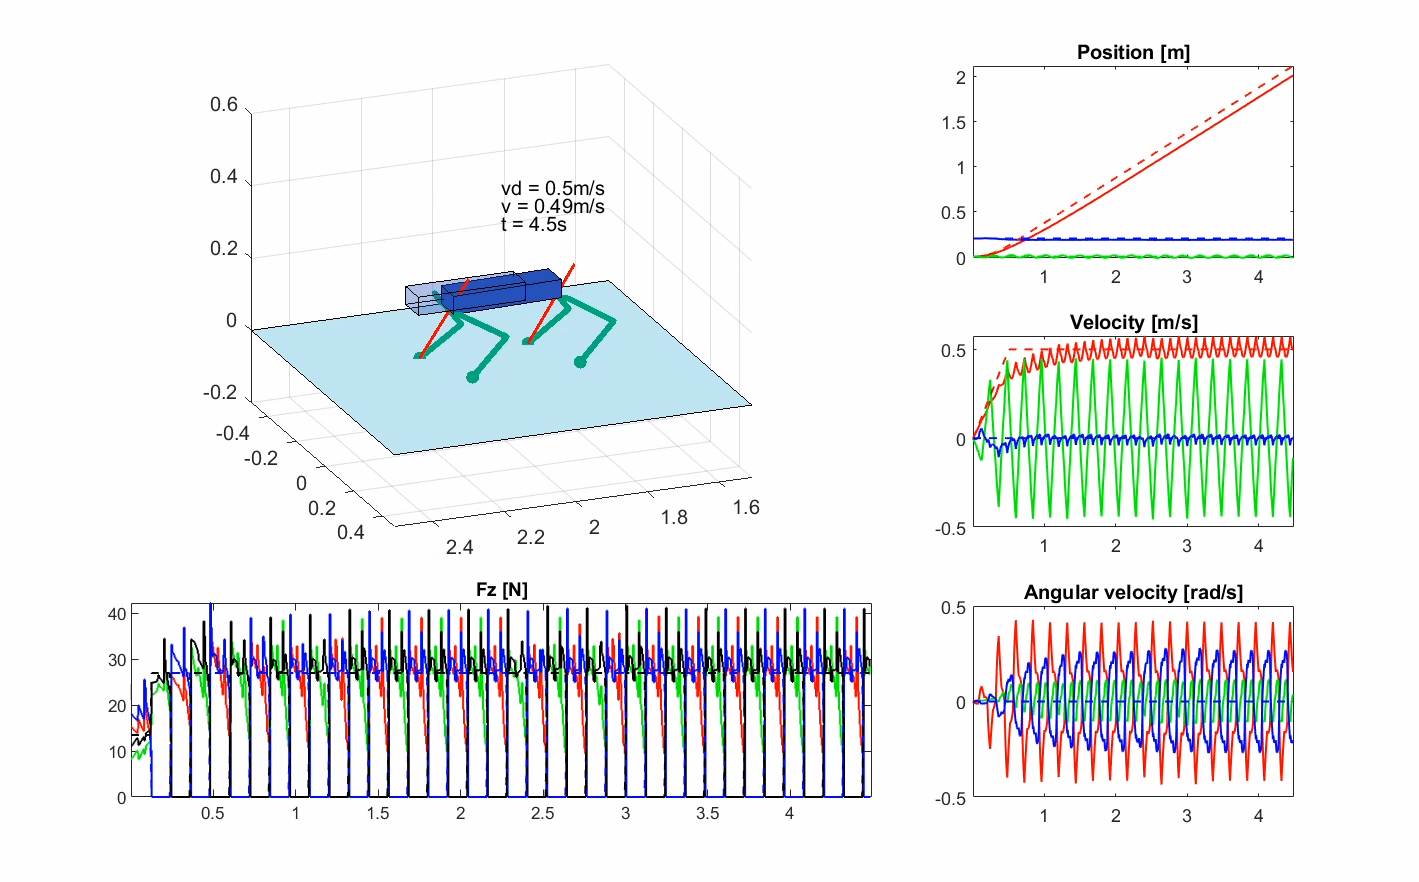 0.6
0.4
0.2
0
-0.2
-0.4
-0.2
0
0.2
0.4
2.4
2.2
2
1.8
1.6
vd = 0.5m/s
v = 0.49m/s
t = 4.5s
Position [m]
2
1.5
1
0.5
0
1 2 3 4
Velocity [m/s]
0.5
0
-0.5
1 2 3 4
Fz [N]
40
30
20
10
0
0.5 1 1.5 2 2.5 3 3.5 4
Angular velocity [rad/s]
0.5
0
-0.5
1 2 3 4